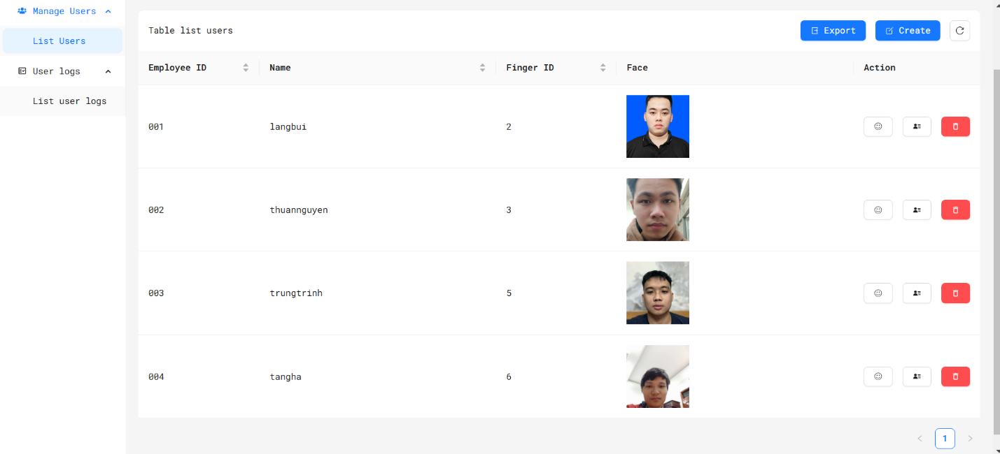 Manage Users
List Users
User logs
List user logs
Table list users
Export
Create
Employee ID
Name
Finger ID
Face
Action
001
langbui
2
002
thuannguyen
3
003
trungtrinh
5
004
tangha
6
1